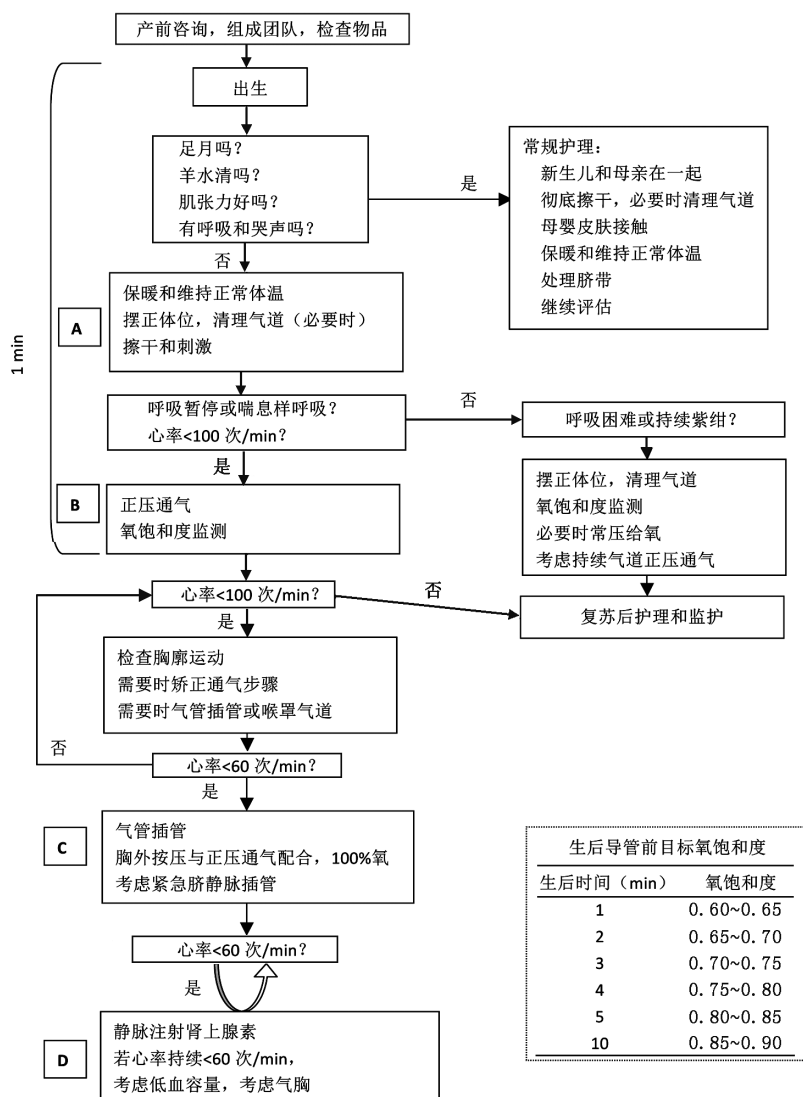 产前咨询，组成团队，检查物品
出生
足月吗？
羊水清吗？
肌张力好吗？
有呼吸和哭声吗？
是
常规护理：
新生儿和母亲在一起
彻底擦干，必要时清理气道
母婴皮肤接触
保暖和维持正常体温
处理脐带
继续评估
否
1 min
A
保暖和维持正常体温
摆正体位，清理气道（必要时）
擦干和刺激
呼吸暂停或喘息样呼吸？
心率<100 次/min？
否
呼吸困难或持续紫绀？
是
B
正压通气
氧饱和度监测
摆正体位，清理气道
氧饱和度监测
必要时常压给氧
考虑持续气道正压通气
心率<100 次/min？
否
复苏后护理和监护
是
检查胸廓运动
需要时矫正通气步骤
需要时气管插管或喉罩气道
否
心率<60 次/min？
是
C
气管插管
胸外按压与正压通气配合，100%氧
考虑紧急脐静脉插管
心率<60 次/min？
是
D
静脉注射肾上腺素
若心率持续<60 次/min，
考虑低血容量，考虑气胸
生后导管前目标氧饱和度
生后时间（min） 氧饱和度
1 0.60~0.65
2 0.65~0.70
3 0.70~0.75
4 0.75~0.80
5 0.80~0.85
10 0.85~0.90